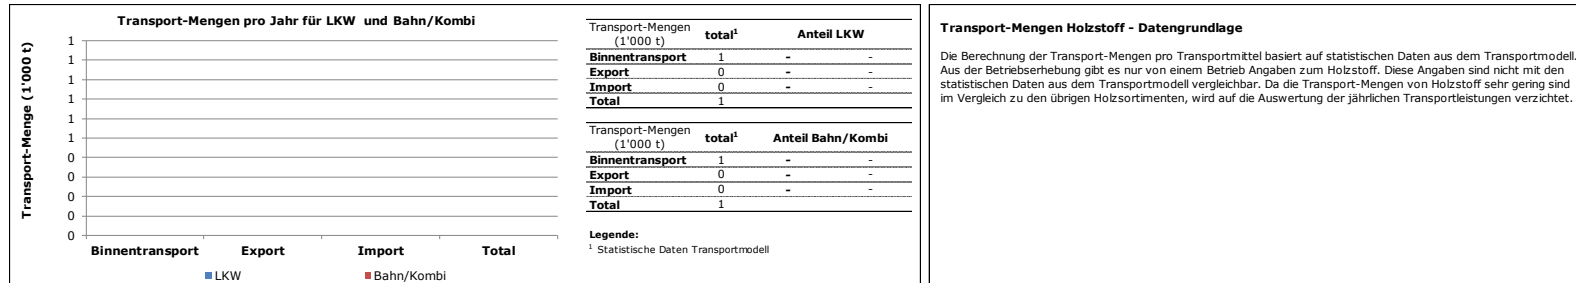 Transport-Mengen pro Jahr für LKW und Bahn/Kombi
Transport-Menge (1'000 t)
1
1
1
1
1
1
0
0
0
0
0
Binnentransport Export Import Total
LKW Bahn/Kombi
Transport-Mengen (1'000 t) total¹ Anteil LKW
Binnentransport 1 - -
Export 0 - -
Import 0 - -
Total 1
Transport-Mengen (1'000 t) total¹ Anteil Bahn/Kombi
Binnentransport 1 - -
Export 0 - -
Import 0 - -
Total 1
Legende:
¹ Statistische Daten Transportmodell
Transport-Mengen Holzstoff - Datengrundlage
Die Berechnung der Transport-Mengen pro Transportmittel basiert auf statistischen Daten aus dem Transportmodell.
Aus der Betriebserhebung gibt es nur von einem Betrieb Angaben zum Holzstoff. Diese Angaben sind nicht mit den
statistischen Daten aus dem Transportmodell vergleichbar. Da die Transport-Mengen von Holzstoff sehr gering sind
im Vergleich zu den übrigen Holzsortimenten, wird auf die Auswertung der jährlichen Transportleistungen verzichtet.